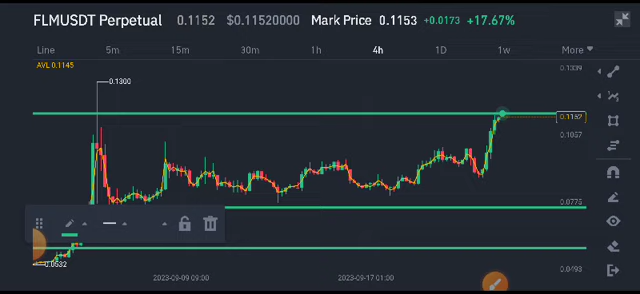 FLMUSDT Perpetual 0.1152 $0.11520000 Mark Price 0.1153 +0.0173 +17.67%
Line 5m 15m 30m 1h 4h 1D 1w More
AVL 0.1145
0.1339
0.1300
0.1152
0.1057
0.0775
0.0632
0.0493
2023-09-09 09:00 2023-09-17 01:00